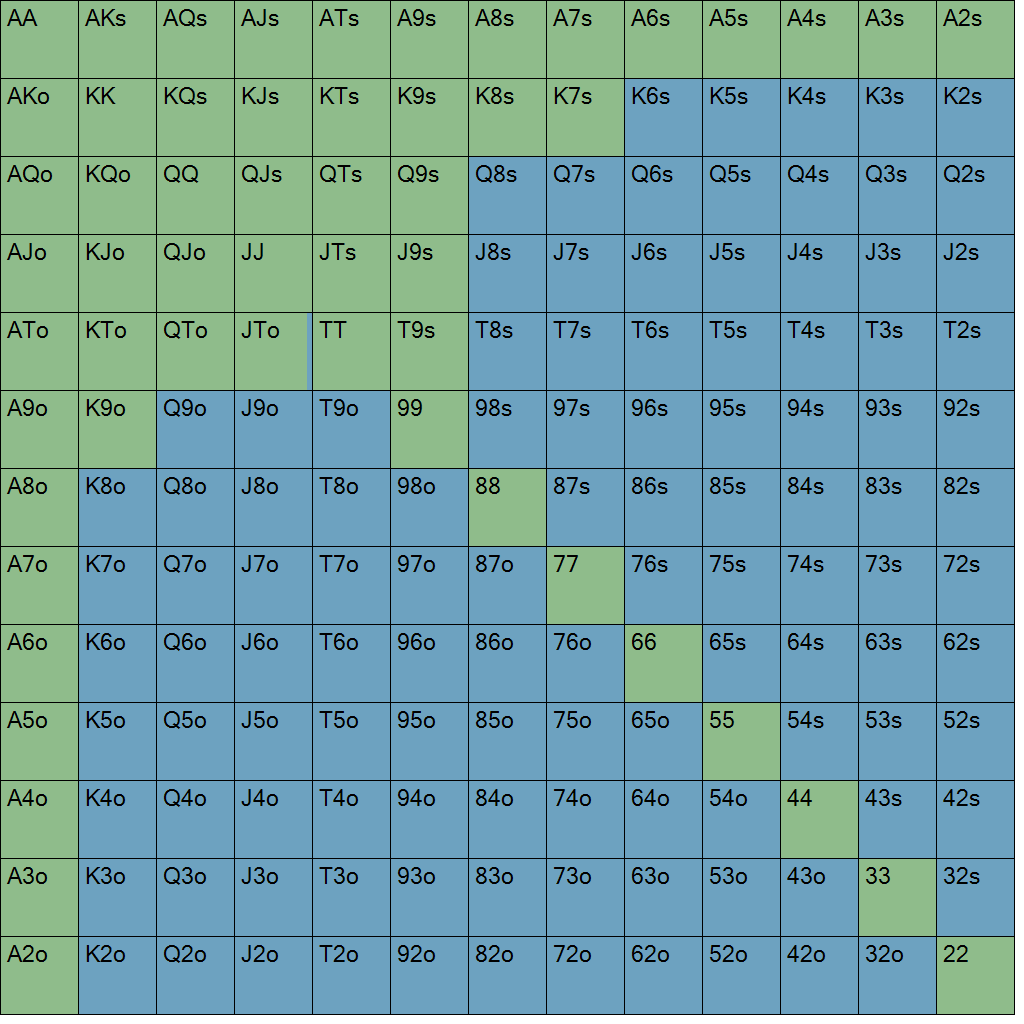 AA AKs AQs AJs ATs A9s A8s A7s A6s A5s A4s A3s A2s
AKo KK KQs KJs KTs K9s K8s K7s K6s K5s K4s K3s K2s
AQo KQo QQ QJs QTs Q9s Q8s Q7s Q6s Q5s Q4s Q3s Q2s
AJo KJo QJo JJ JTs J9s J8s J7s J6s J5s J4s J3s J2s
ATo KTo QTo JTo TT T9s T8s T7s T6s T5s T4s T3s T2s
A9o K9o Q9o J9o T9o 99 98s 97s 96s 95s 94s 93s 92s
A8o K8o Q8o J8o T8o 98o 88 87s 86s 85s 84s 83s 82s
A7o K7o Q7o J7o T7o 97o 87o 77 76s 75s 74s 73s 72s
A6o K6o Q6o J6o T6o 96o 86o 76o 66 65s 64s 63s 62s
A5o K5o Q5o J5o T5o 95o 85o 75o 65o 55 54s 53s 52s
A4o K4o Q4o J4o T4o 94o 84o 74o 64o 54o 44 43s 42s
A3o K3o Q3o J3o T3o 93o 83o 73o 63o 53o 43o 33 32s
A2o K2o Q2o J2o T2o 92o 82o 72o 62o 52o 42o 32o 22